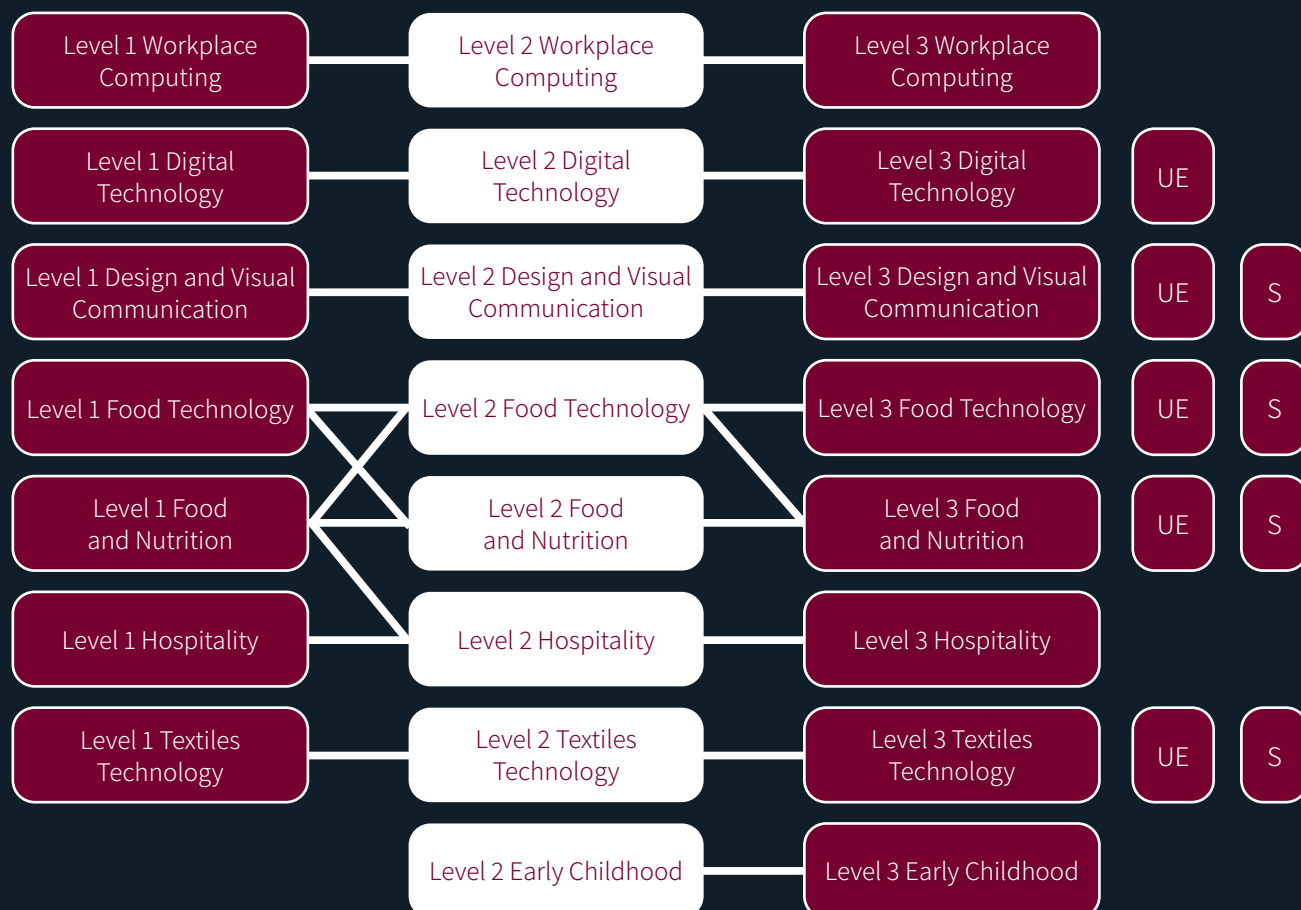 Level 1 Workplace
Computing
Level 2 Workplace
Computing
Level 3 Workplace
Computing
Level 1 Digital
Technology
Level 2 Digital
Technology
Level 3 Digital
Technology
UE
Level 1 Design and Visual
Communication
Level 2 Design and Visual
Communication
Level 3 Design and Visual
Communication
UE
S
Level 1 Food Technology
Level 2 Food Technology
Level 3 Food Technology
UE
S
Level 1 Food
and Nutrition
Level 2 Food
and Nutrition
Level 3 Food
and Nutrition
UE
S
Level 1 Hospitality
Level 2 Hospitality
Level 3 Hospitality
Level 1 Textiles
Technology
Level 2 Textiles
Technology
Level 3 Textiles
Technology
UE
S
Level 2 Early Childhood
Level 3 Early Childhood